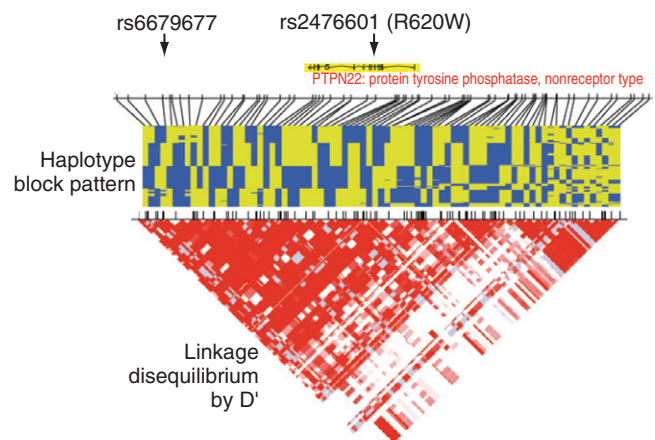 rs6679677
rs2476601 (R620W)
PTPN22: protein tyrosine phosphatase, nonreceptor type
Haplotype
block pattern
Linkage
disequilibrium
by D'